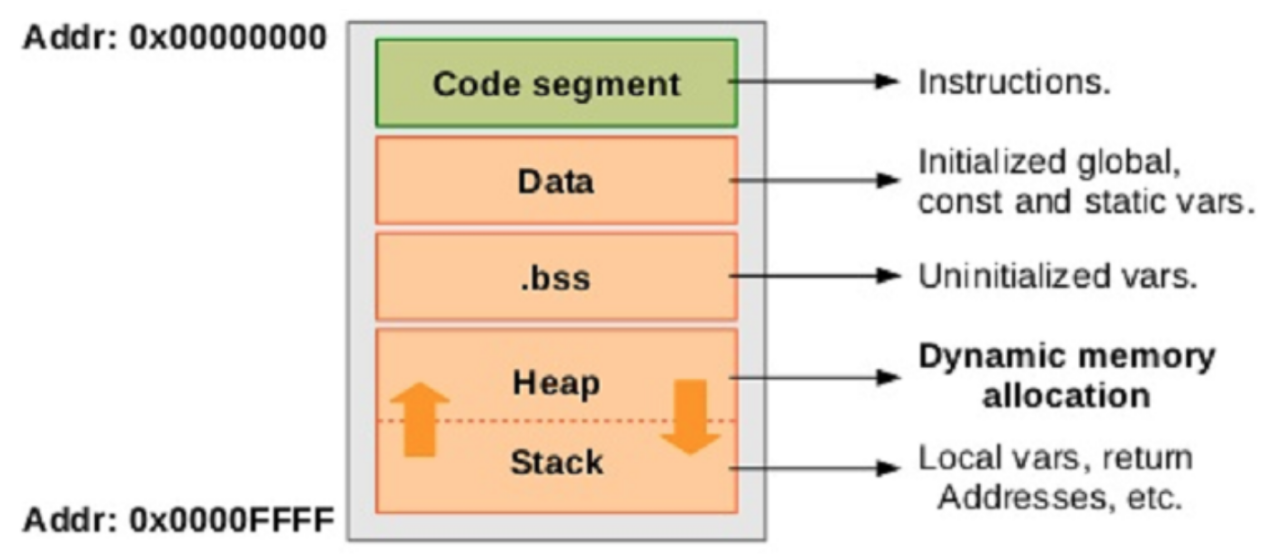 Addr: 0x00000000
Code segment
Instructions.
Data
Initialized global,
const and static vars.
.bss
Uninitialized vars.
Heap
Dynamic memory
allocation
Stack
Local vars, return
Addresses, etc.
Addr: 0x0000FFFF